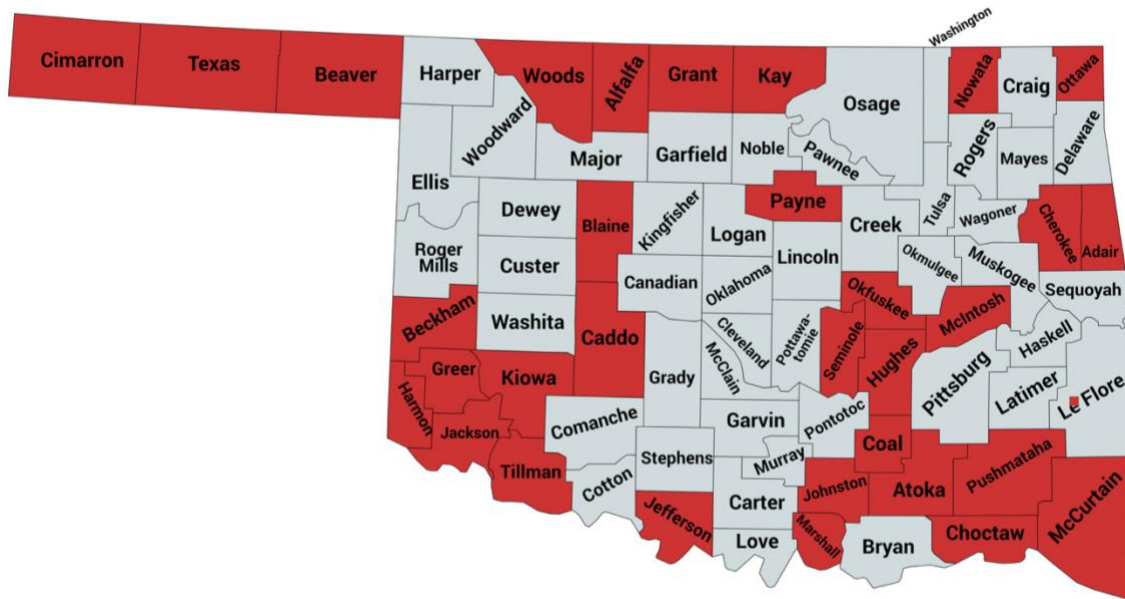 Washington
Cimarron
Texas
Beaver
Harper
Woods
Alfalfa
Grant
Kay
Osage
Nowata
Craig
Ottawa
Woodward
Major
Garfield
Noble
Pawnee
Rogers
Mayes
Delaware
Ellis
Dewey
Blaine
Kingfisher
Logan
Payne
Creek
Tulsa
Wagoner
Cherokee
Adair
Roger
Mills
Custer
Canadian
Oklahoma
Lincoln
Okmulgee
Muskogee
Sequoyah
Beckham
Washita
Caddo
Grady
Cleveland
McClain
Pottawa-
tomie
Seminole
Okfuskee
Hughes
McIntosh
Haskell
Pittsburg
Latimer
Le Flore
Harmon
Greer
Kiowa
Jackson
Tillman
Comanche
Cotton
Stephens
Garvin
Murray
Pontotoc
Coal
Carter
Johnston
Atoka
Pushmataha
McCurtain
Jefferson
Love
Marshall
Bryan
Choctaw